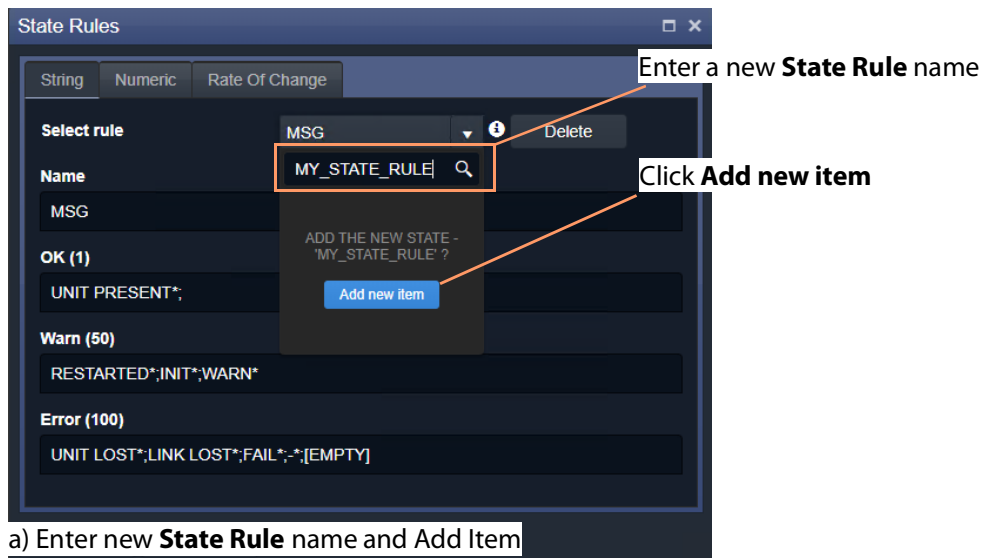 State Rules
String Numeric Rate Of Change
Enter a new State Rule name
Select rule MSG Delete
MY_STATE_RULE
Click Add new item
Name
MSG
ADD THE NEW STATE -
'MY_STATE_RULE' ?
OK (1)
UNIT PRESENT*;
Add new item
Warn (50)
RESTARTED*;INIT*;WARN*
Error (100)
UNIT LOST*;LINK LOST*;FAIL*;-*;[EMPTY]
a) Enter new State Rule name and Add Item